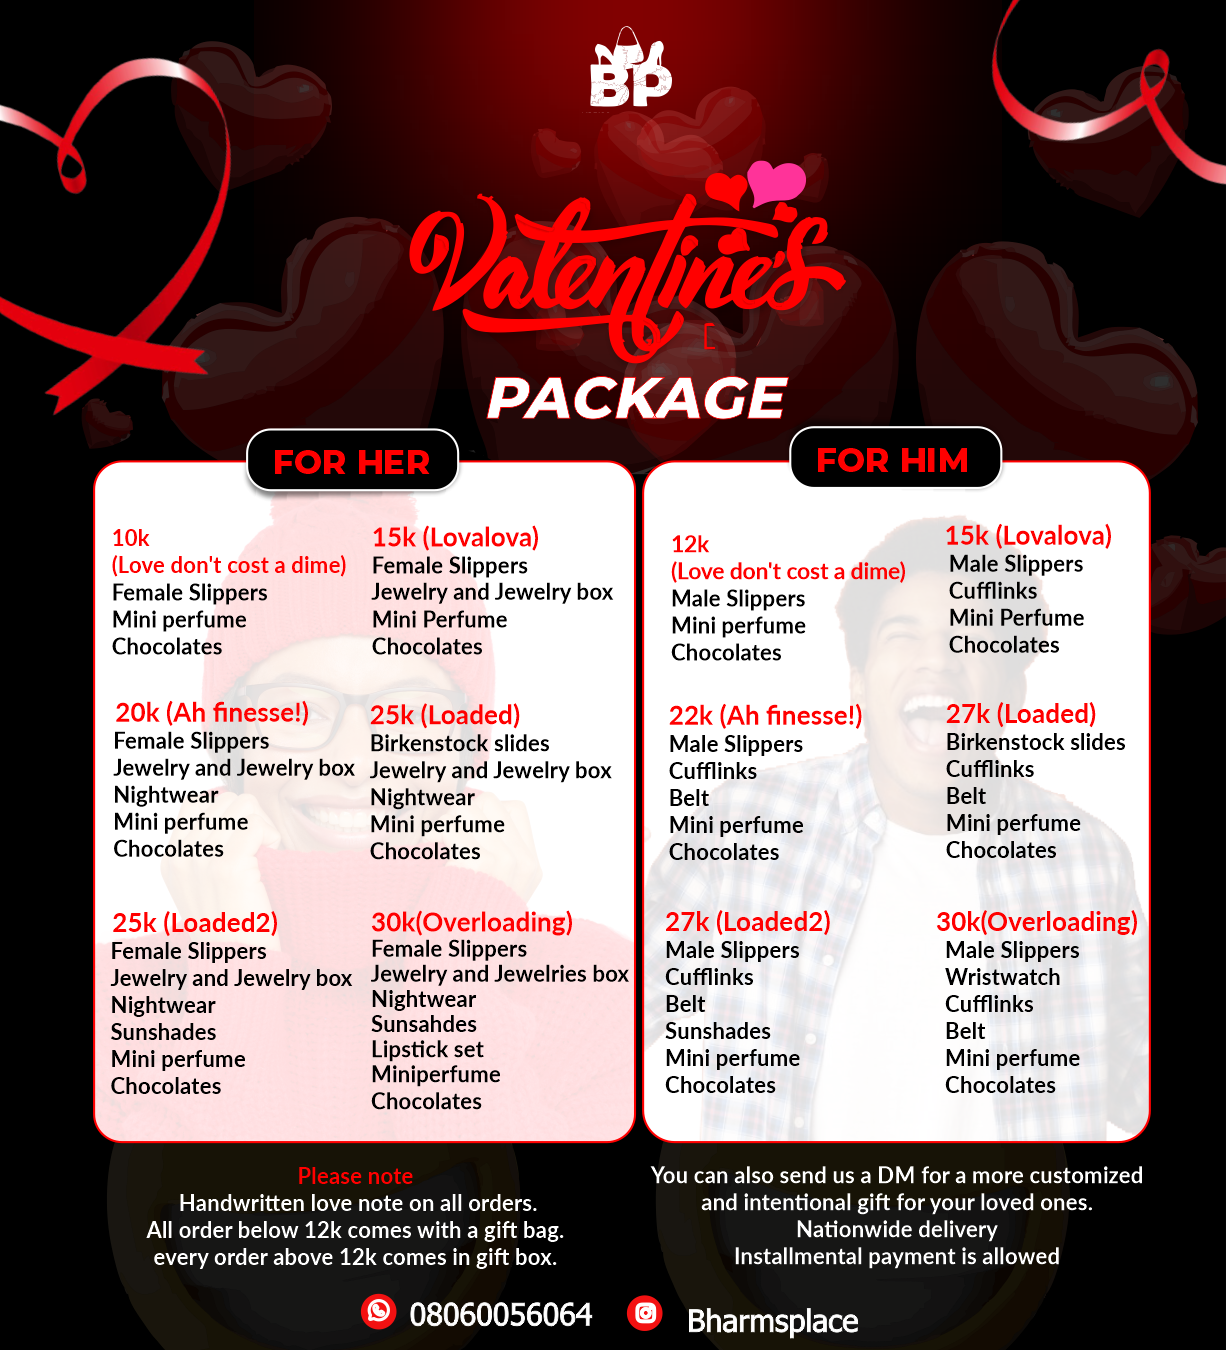 BP
Valentine's
PACKAGE
FOR HER
10k
(Love don't cost a dime)
Female Slippers
Mini perfume
Chocolates
15k (Lovalova)
Female Slippers
Jewelry and Jewelry box
Mini Perfume
Chocolates
20k (Ah finesse!)
Female Slippers
Jewelry and Jewelry box
Nightwear
Mini perfume
Chocolates
25k (Loaded)
Birkenstock slides
Jewelry and Jewelry box
Nightwear
Mini perfume
Chocolates
25k (Loaded2)
Female Slippers
Jewelry and Jewelry box
Nightwear
Sunshades
Mini perfume
Chocolates
30k(Overloading)
Female Slippers
Jewelry and Jewelries box
Nightwear
Sunsahdes
Lipstick set
Miniperfume
Chocolates
FOR HIM
12k
(Love don't cost a dime)
Male Slippers
Mini perfume
Chocolates
15k (Lovalova)
Male Slippers
Cufflinks
Mini Perfume
Chocolates
22k (Ah finesse!)
Male Slippers
Cufflinks
Belt
Mini perfume
Chocolates
27k (Loaded)
Birkenstock slides
Cufflinks
Belt
Mini perfume
Chocolates
27k (Loaded2)
Male Slippers
Cufflinks
Belt
Sunshades
Mini perfume
Chocolates
30k(Overloading)
Male Slippers
Wristwatch
Cufflinks
Belt
Mini perfume
Chocolates
Please note
Handwritten love note on all orders.
All order below 12k comes with a gift bag.
every order above 12k comes in gift box.
You can also send us a DM for a more customized
and intentional gift for your loved ones.
Nationwide delivery
Installmental payment is allowed
08060056064
Bharmsplace